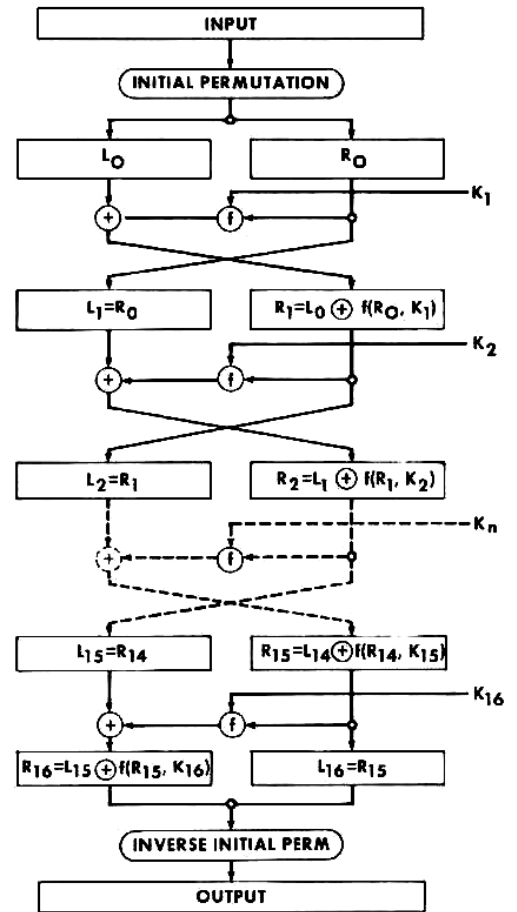 INPUT
INITIAL PERMUTATION
L₀ R₀
K₁
+ f
L₁=R₀ R₁=L₀ ⊕ f(R₀, K₁)
K₂
+ f
L₂=R₁ R₂=L₁ ⊕ f(R₁, K₂)
Kₙ
+ f
L₁₅=R₁₄ R₁₅=L₁₄ ⊕ f(R₁₄, K₁₅)
K₁₆
+ f
R₁₆=L₁₅ ⊕ f(R₁₅, K₁₆) L₁₆=R₁₅
INVERSE INITIAL PERM
OUTPUT